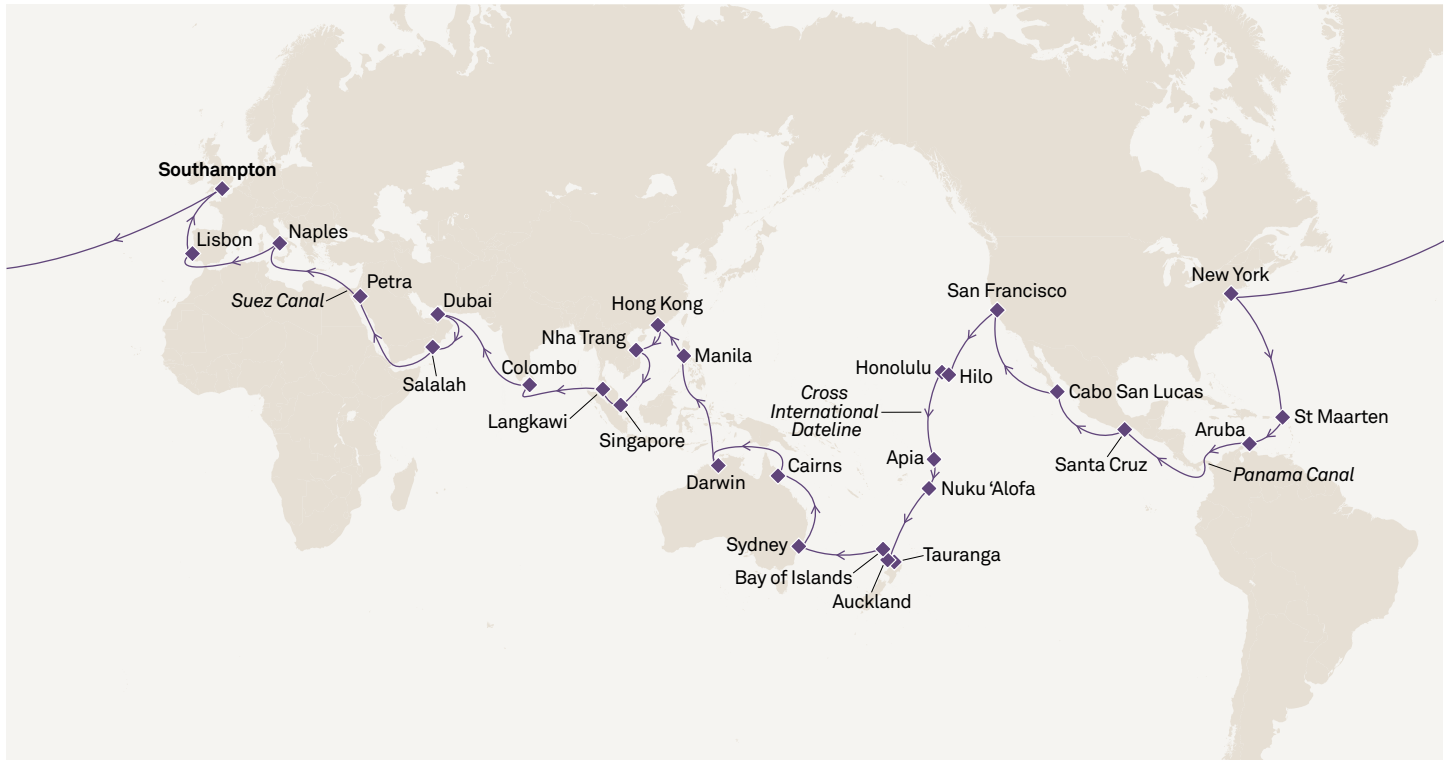 Southampton
Lisbon
Naples
Suez Canal
Petra
Dubai
Salalah
Colombo
Langkawi
Singapore
Nha Trang
Hong Kong
Manila
Darwin
Cairns
Sydney
Bay of Islands
Auckland
Tauranga
Nuku ‘Alofa
Apia
Cross
International
Dateline
Honolulu
Hilo
San Francisco
Cabo San Lucas
Santa Cruz
Panama Canal
Aruba
St Maarten
New York